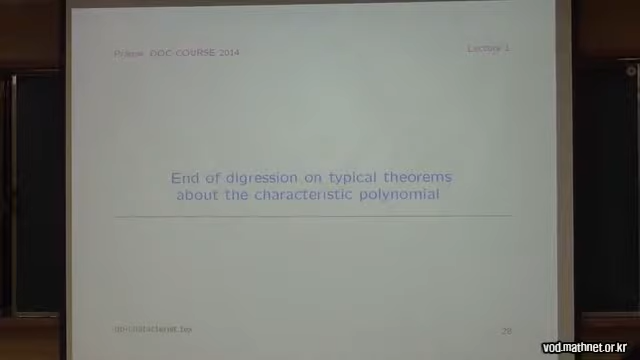 Prague DOC-COURSE 2014
Lecture 1
End of digression on typical theorems
about the characteristic polynomial
28
vod.mathnet.or.kr